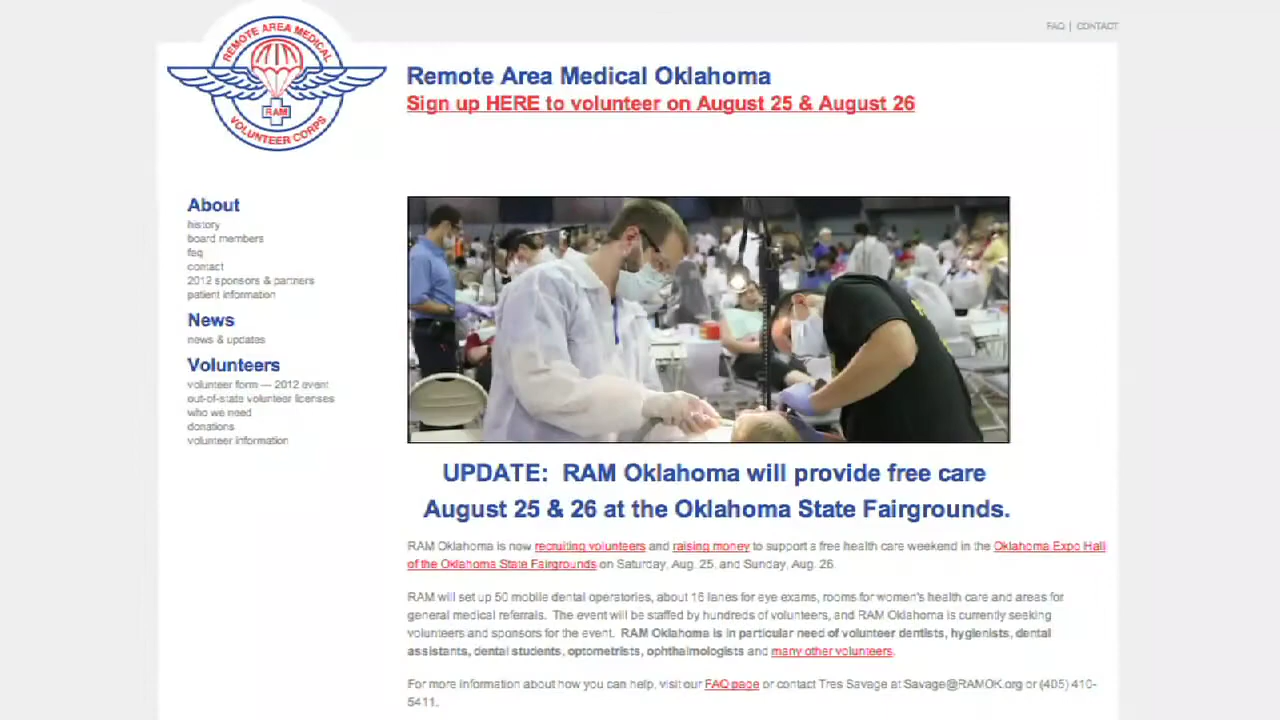 FAQ | CONTACT
REMOTE AREA MEDICAL
RAM
VOLUNTEER CORPS
Remote Area Medical Oklahoma
Sign up HERE to volunteer on August 25 & August 26
About
history
board members
faq
contact
2012 sponsors & partners
patient information
News
news & updates
Volunteers
volunteer form — 2012 event
out-of-state volunteer licenses
who we need
donations
volunteer information
UPDATE: RAM Oklahoma will provide free care
August 25 & 26 at the Oklahoma State Fairgrounds.
RAM Oklahoma is now recruiting volunteers and raising money to support a free health care weekend in the Oklahoma Expo Hall
of the Oklahoma State Fairgrounds on Saturday, Aug. 25, and Sunday, Aug. 26.
RAM will set up 50 mobile dental operatories, about 16 lanes for eye exams, rooms for women's health care and areas for
general medical referrals. The event will be staffed by hundreds of volunteers, and RAM Oklahoma is currently seeking
volunteers and sponsors for the event. RAM Oklahoma is in particular need of volunteer dentists, hygienists, dental
assistants, dental students, optometrists, ophthalmologists and many other volunteers.
For more information about how you can help, visit our FAQ page or contact Tres Savage at Savage@RAMOK.org or (405) 410-
5411.